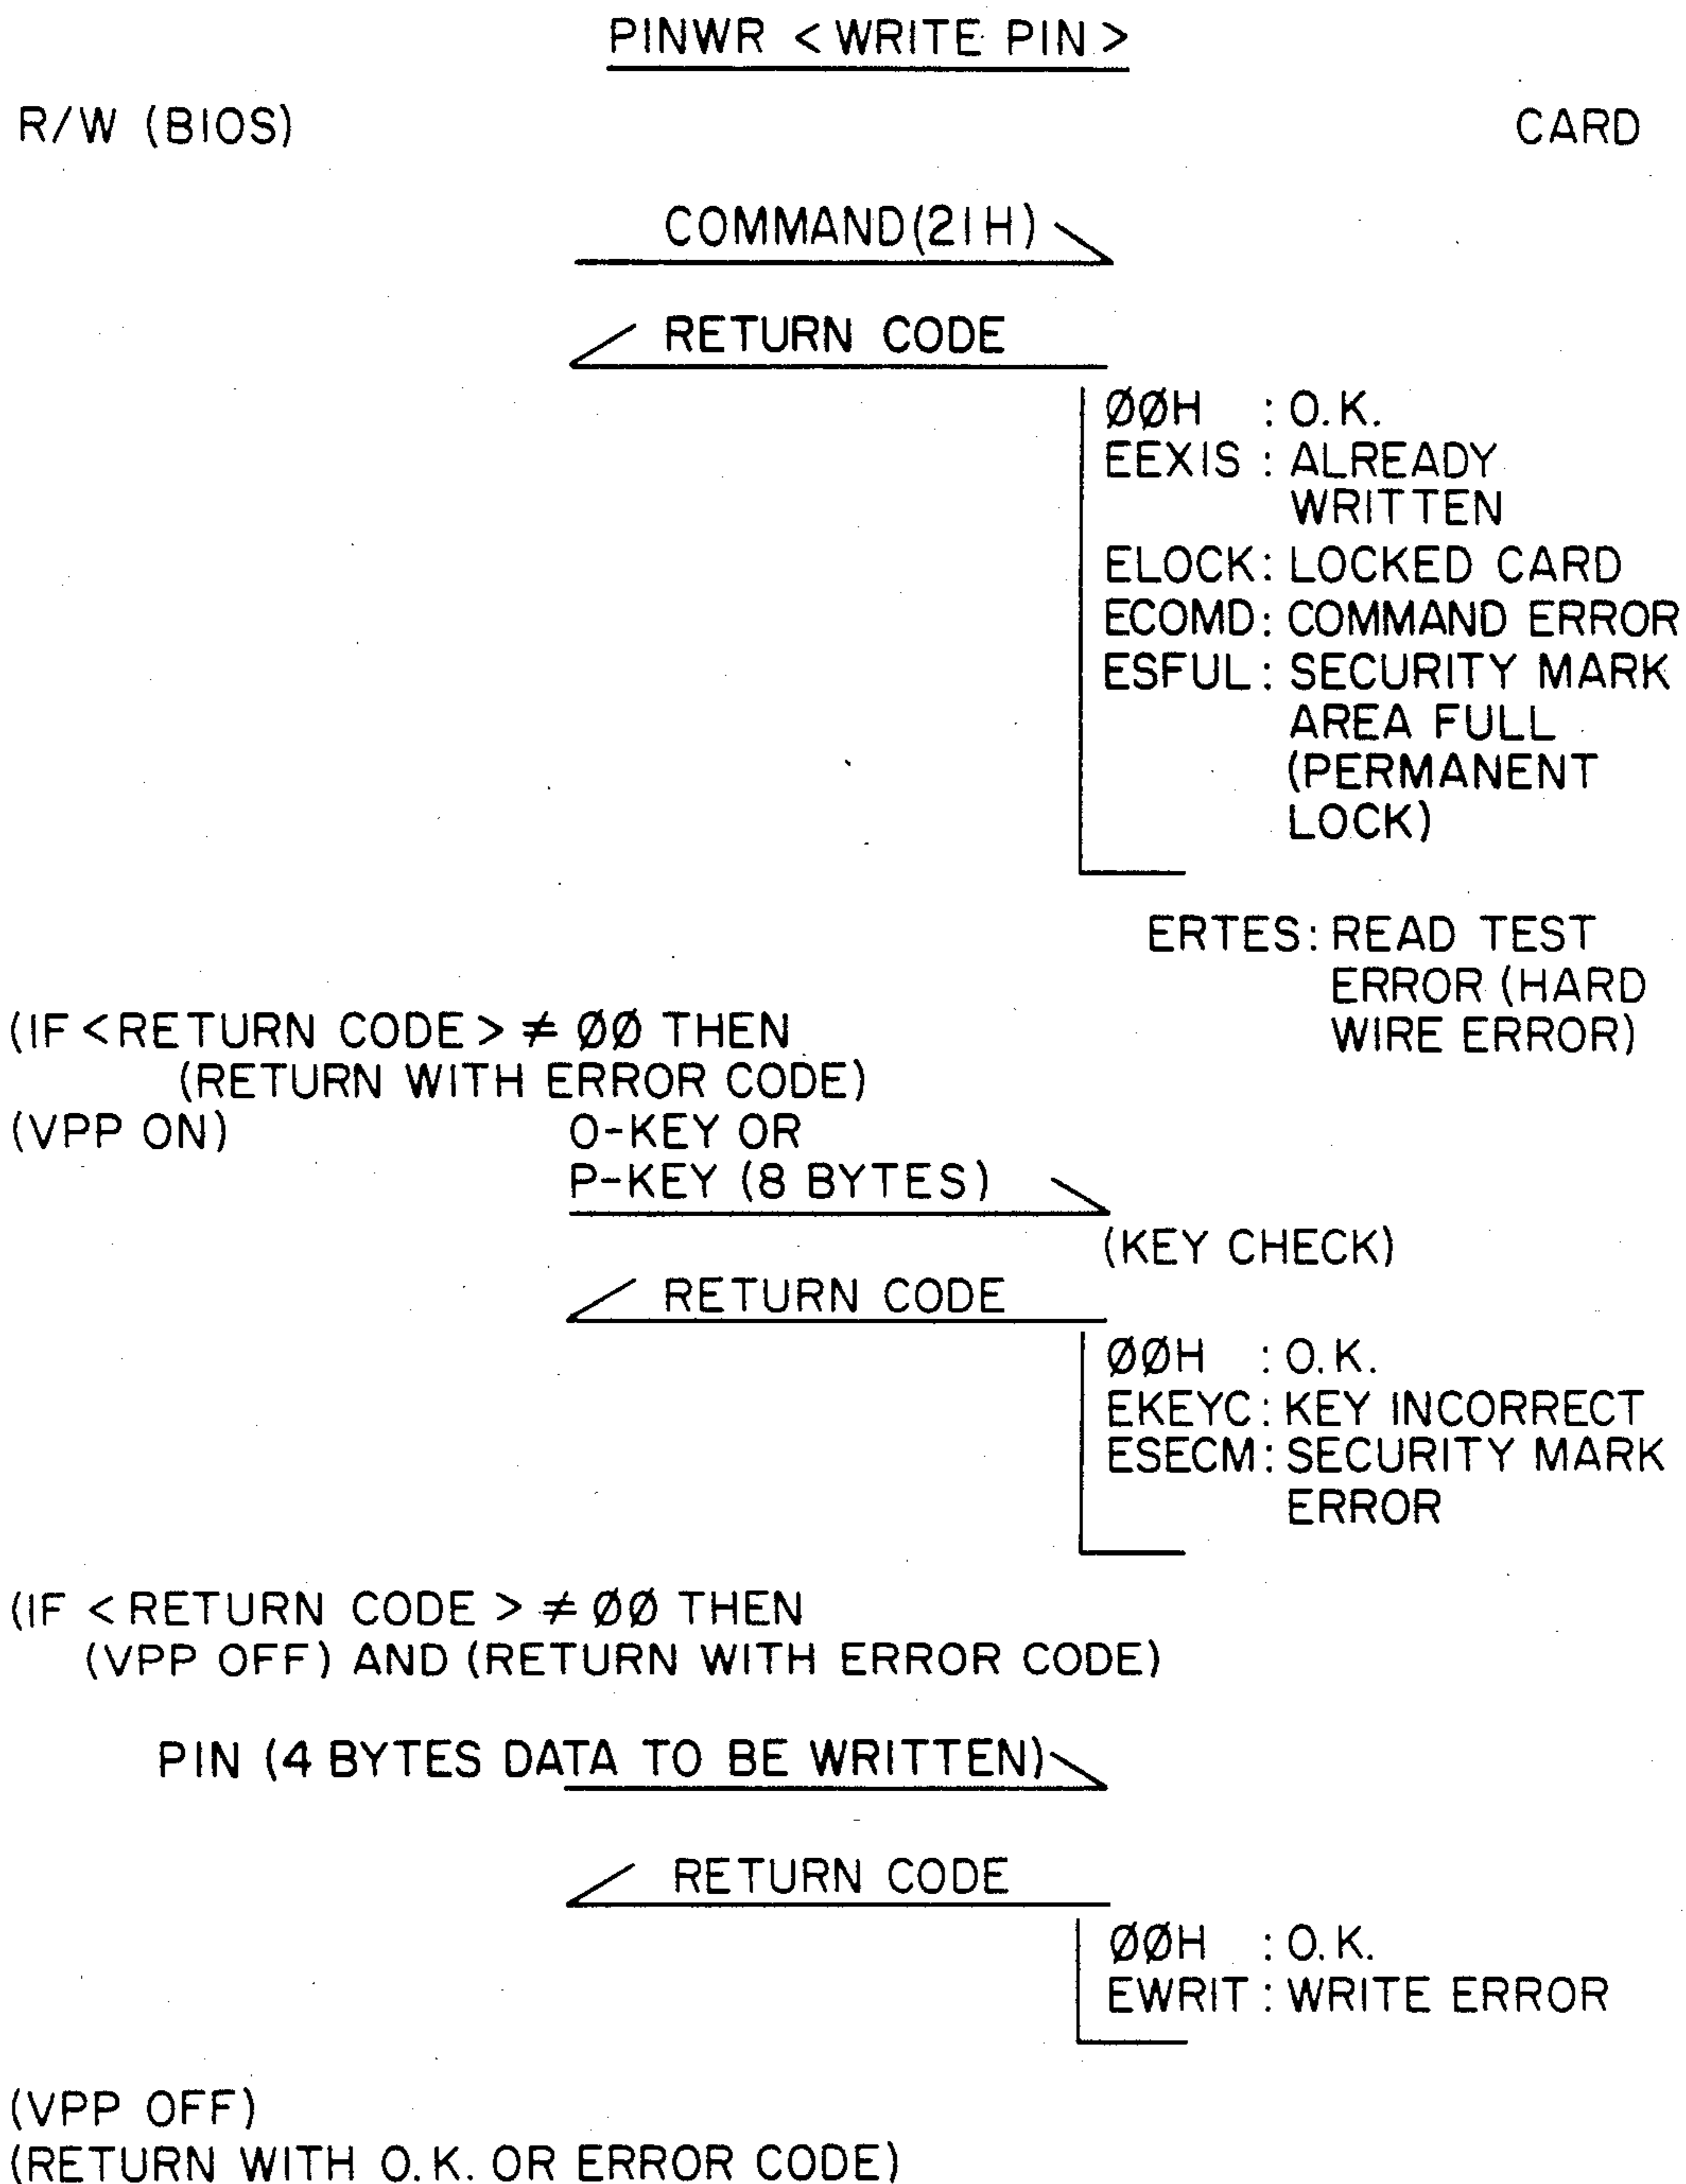 PINWR <WRITE PIN>
R/W (BIOS) CARD
COMMAND(21H)
RETURN CODE
ØØH : O.K.
EEXIS : ALREADY
WRITTEN
ELOCK: LOCKED CARD
ECOMD: COMMAND ERROR
ESFUL: SECURITY MARK
AREA FULL
(PERMANENT
LOCK)
ERTES: READ TEST
ERROR (HARD
WIRE ERROR)
(IF <RETURN CODE> ≠ ØØ THEN
(RETURN WITH ERROR CODE)
(VPP ON) O-KEY OR
P-KEY (8 BYTES)
(KEY CHECK)
RETURN CODE
ØØH : O.K.
EKEYC: KEY INCORRECT
ESECM: SECURITY MARK
ERROR
(IF <RETURN CODE> ≠ ØØ THEN
(VPP OFF) AND (RETURN WITH ERROR CODE)
PIN (4 BYTES DATA TO BE WRITTEN)
RETURN CODE
ØØH : O.K.
EWRIT: WRITE ERROR
(VPP OFF)
(RETURN WITH O.K. OR ERROR CODE)